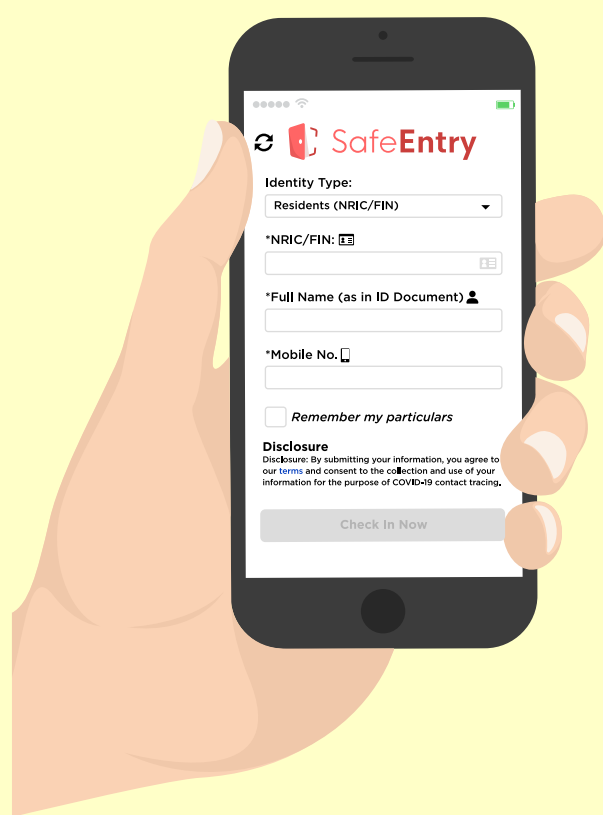 SafeEntry
Identity Type:
Residents (NRIC/FIN)
*NRIC/FIN:
*Full Name (as in ID Document)
*Mobile No.
Remember my particulars
Disclosure
Disclosure: By submitting your information, you agree to
our terms and consent to the collection and use of your
information for the purpose of COVID-19 contact tracing.
Check In Now